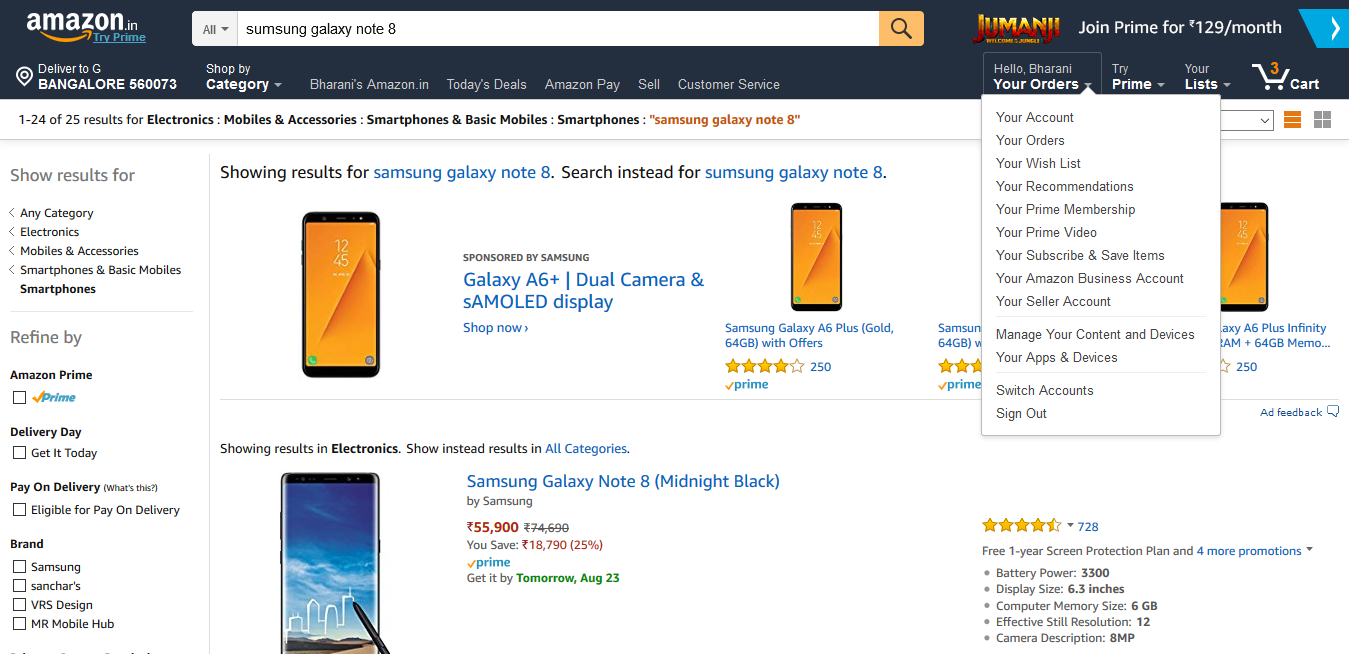 amazon.in
Try Prime
All
sumsung galaxy note 8
JUMANJI
WELCOME TO THE JUNGLE
Join Prime for ₹129/month
Deliver to G
BANGALORE 560073
Shop by
Category
Bharani's Amazon.in
Today's Deals
Amazon Pay
Sell
Customer Service
Hello, Bharani
Your Orders
Try
Prime
Your
Lists
3
Cart
1-24 of 25 results for Electronics : Mobiles & Accessories : Smartphones & Basic Mobiles : Smartphones : "samsung galaxy note 8"
Your Account
Your Orders
Your Wish List
Your Recommendations
Your Prime Membership
Your Prime Video
Your Subscribe & Save Items
Your Amazon Business Account
Your Seller Account
Manage Your Content and Devices
Your Apps & Devices
Switch Accounts
Sign Out
Show results for
Any Category
Electronics
Mobiles & Accessories
Smartphones & Basic Mobiles
Smartphones
Refine by
Amazon Prime
Prime
Delivery Day
Get It Today
Pay On Delivery (What's this?)
Eligible for Pay On Delivery
Brand
Samsung
sanchar's
VRS Design
MR Mobile Hub
Showing results for samsung galaxy note 8. Search instead for sumsung galaxy note 8.
12
45
SPONSORED BY SAMSUNG
Galaxy A6+ | Dual Camera &
sAMOLED display
Shop now ›
12
45
Samsung Galaxy A6 Plus (Gold,
64GB) with Offers
250
prime
Samsun
64GB) w
prime
12
45
axy A6 Plus Infinity
RAM + 64GB Memo...
250
Ad feedback
Showing results in Electronics. Show instead results in All Categories.
Samsung Galaxy Note 8 (Midnight Black)
by Samsung
₹55,900 ₹74,690
You Save: ₹18,790 (25%)
prime
Get it by Tomorrow, Aug 23
728
Free 1-year Screen Protection Plan and 4 more promotions
Battery Power: 3300
Display Size: 6.3 inches
Computer Memory Size: 6 GB
Effective Still Resolution: 12
Camera Description: 8MP